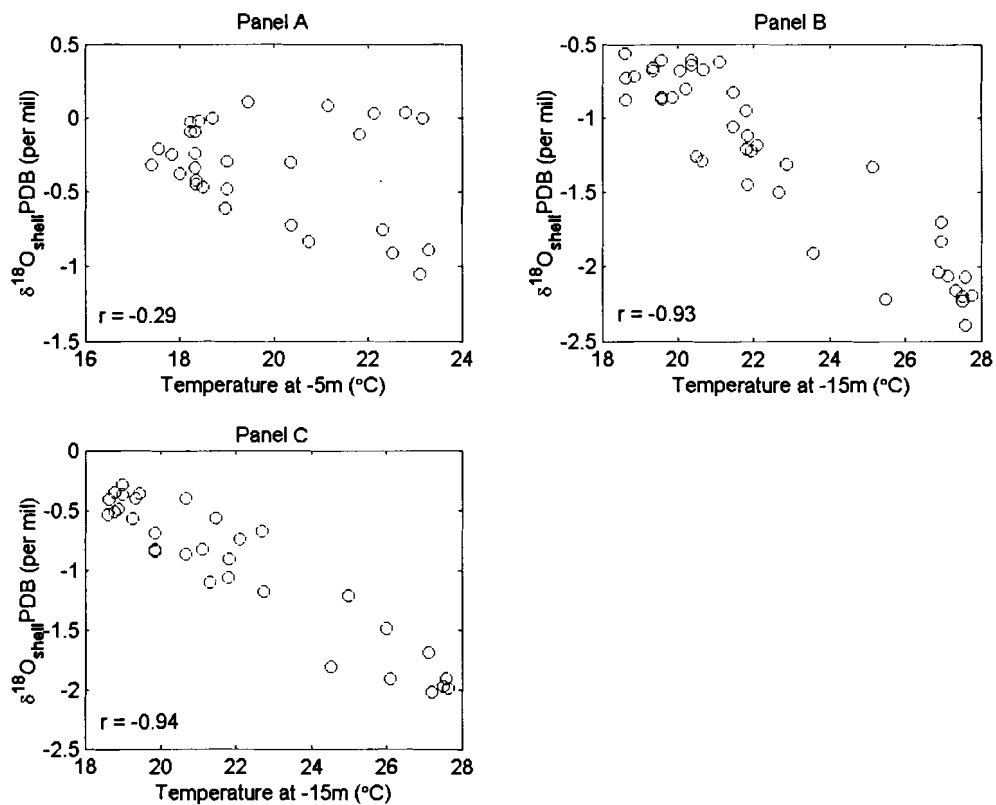 Panel A
0.5
0
-0.5
-1
-1.5
δ18OshellPDB (per mil)
r = -0.29
16 18 20 22 24
Temperature at -5m (°C)
Panel B
-0.5
-1
-1.5
-2
-2.5
δ18OshellPDB (per mil)
r = -0.93
18 20 22 24 26 28
Temperature at -15m (°C)
Panel C
0
-0.5
-1
-1.5
-2
-2.5
δ18OshellPDB (per mil)
r = -0.94
18 20 22 24 26 28
Temperature at -15m (°C)